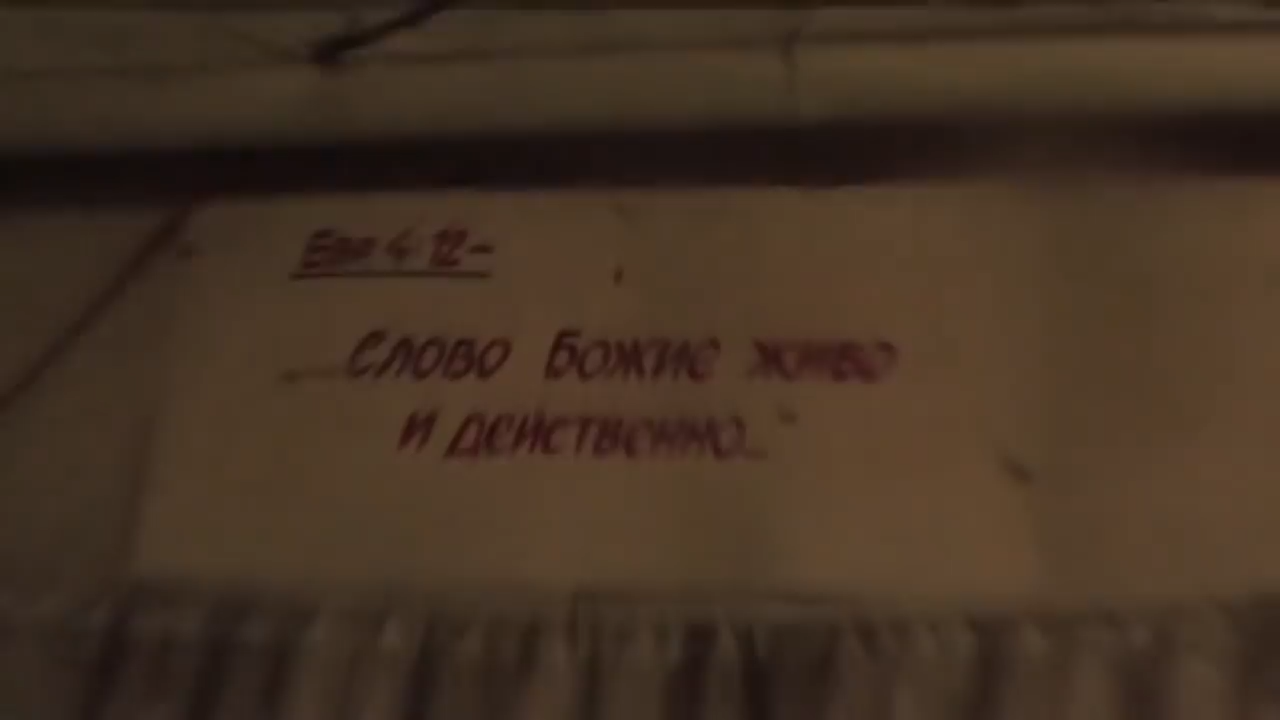 Евр 4:12-
Слово Божие живо
и действенно..."